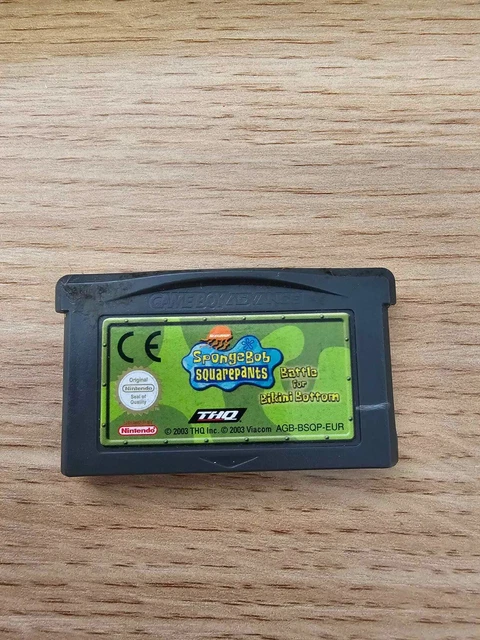 GAME BOY ADVANCE
CE
NICKELODEON
SpongeBob
SQUAREPANTS
Battle
for
Bikini Bottom
Original
Nintendo
Seal of
Quality
THQ
Nintendo
© 2003 THQ Inc. © 2003 Viacom AGB-BSQP-EUR